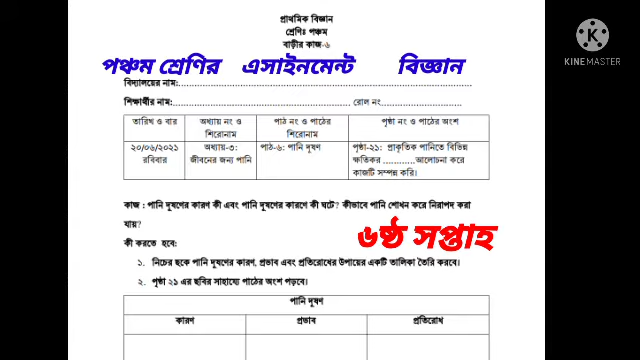 প্রাথমিক বিজ্ঞান
শ্রেণিঃ পঞ্চম
বাড়ীর কাজ-৬
পঞ্চম শ্রেণির এসাইনমেন্ট বিজ্ঞান
Made With
KINEMASTER
বিদ্যালয়ের নাম:
শিক্ষার্থীর নাম: রোল নং
তারিখ ও বার
অধ্যায় নং ও শিরোনাম
পাঠ নং ও পাঠের শিরোনাম
পৃষ্ঠা নং ও পাঠের অংশ
২০/০৬/২০২১
রবিবার
অধ্যায়-৩:
জীবনের জন্য পানি
পাঠ-৬: পানি দূষণ
পৃষ্ঠা-২১: প্রাকৃতিক পানিতে বিভিন্ন
ক্ষতিকর ............আলোচনা করে
কাজটি সম্পন্ন করি।
কাজ : পানি দূষণের কারণ কী এবং পানি দূষণের কারণে কী ঘটে? কীভাবে পানি শোধন করে নিরাপদ করা
যায়?
৬ষ্ঠ সপ্তাহ
কী করতে হবে:
১. নিচের ছকে পানি দূষণের কারণ, প্রভাব এবং প্রতিরোধের উপায়ের একটি তালিকা তৈরি করবে।
২. পৃষ্ঠা ২১ এর ছবির সাহায্যে পাঠের অংশ পড়বে।
পানি দূষণ
কারণ প্রভাব প্রতিরোধ